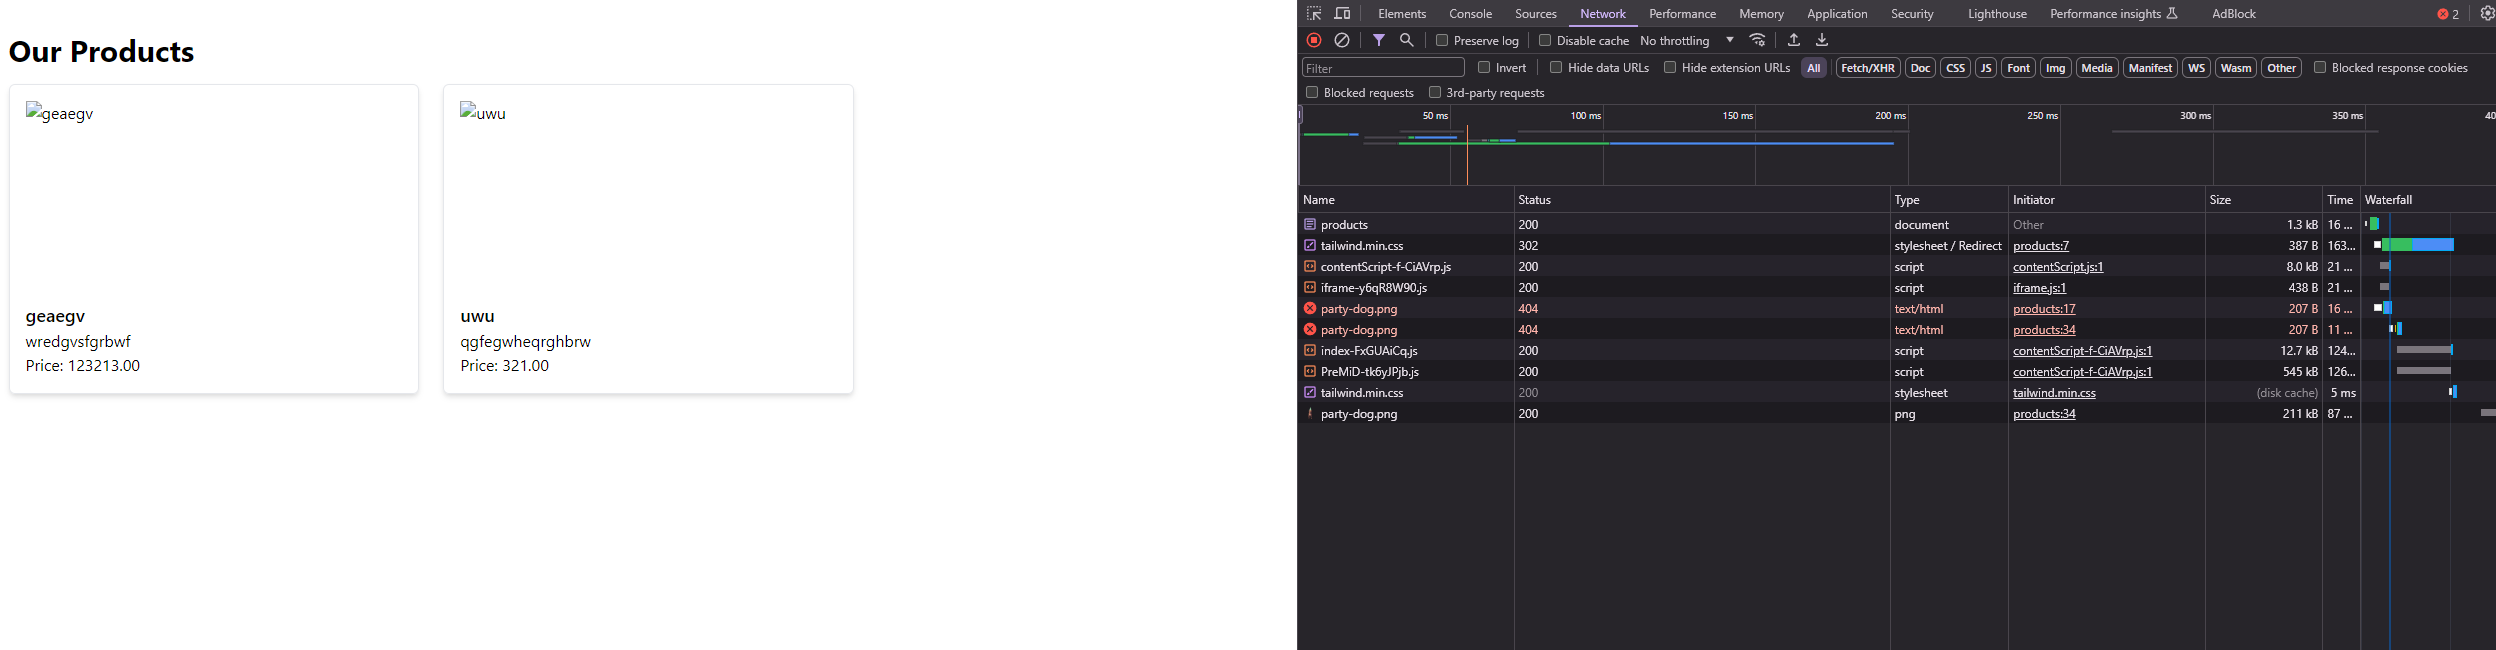 Our Products
geaegv
geaegv
wredgvsfgrbwf
Price: 123213.00
uwu
uwu
qgfegwheqrghbrw
Price: 321.00
Elements Console Sources Network Performance Memory Application Security Lighthouse Performance insights AdBlock 2
Preserve log Disable cache No throttling
Filter Invert Hide data URLs Hide extension URLs All Fetch/XHR Doc CSS JS Font Img Media Manifest WS Wasm Other Blocked response cookies
Blocked requests 3rd-party requests
50 ms 100 ms 150 ms 200 ms 250 ms 300 ms 350 ms 40
Name Status Type Initiator Size Time Waterfall
products 200 document Other 1.3 kB 16 ...
tailwind.min.css 302 stylesheet / Redirect products:7 387 B 163...
contentScript-f-CiAVrp.js 200 script contentScript.js:1 8.0 kB 21 ...
iframe-y6qR8W90.js 200 script iframe.js:1 438 B 21 ...
party-dog.png 404 text/html products:17 207 B 16 ...
party-dog.png 404 text/html products:34 207 B 11 ...
index-FxGUAiCq.js 200 script contentScript-f-CiAVrp.js:1 12.7 kB 124...
PreMiD-tk6yJPjb.js 200 script contentScript-f-CiAVrp.js:1 545 kB 126...
tailwind.min.css 200 stylesheet tailwind.min.css (disk cache) 5 ms
party-dog.png 200 png products:34 211 kB 87 ...